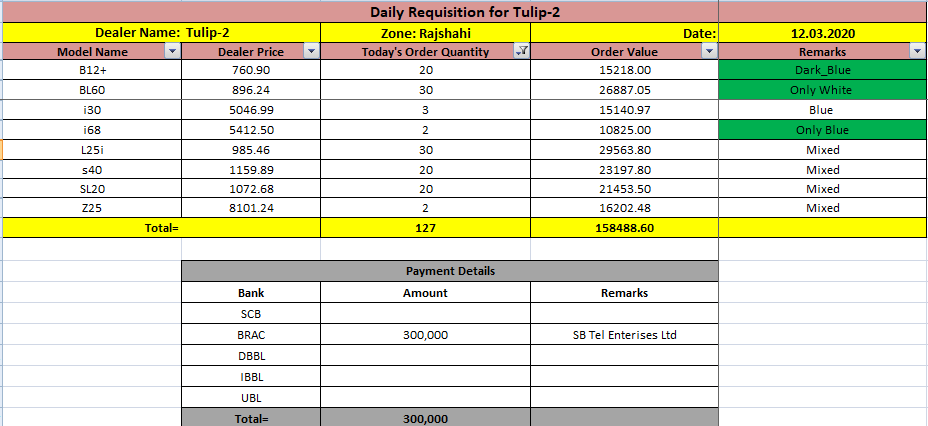 Daily Requisition for Tulip-2
Dealer Name: Tulip-2 Zone: Rajshahi Date: 12.03.2020
Model Name Dealer Price Today's Order Quantity Order Value Remarks
B12+ 760.90 20 15218.00 Dark_Blue
BL60 896.24 30 26887.05 Only White
i30 5046.99 3 15140.97 Blue
i68 5412.50 2 10825.00 Only Blue
L25i 985.46 30 29563.80 Mixed
s40 1159.89 20 23197.80 Mixed
SL20 1072.68 20 21453.50 Mixed
Z25 8101.24 2 16202.48 Mixed
Total= 127 158488.60
Payment Details
Bank Amount Remarks
SCB
BRAC 300,000 SB Tel Enterises Ltd
DBBL
IBBL
UBL
Total= 300,000